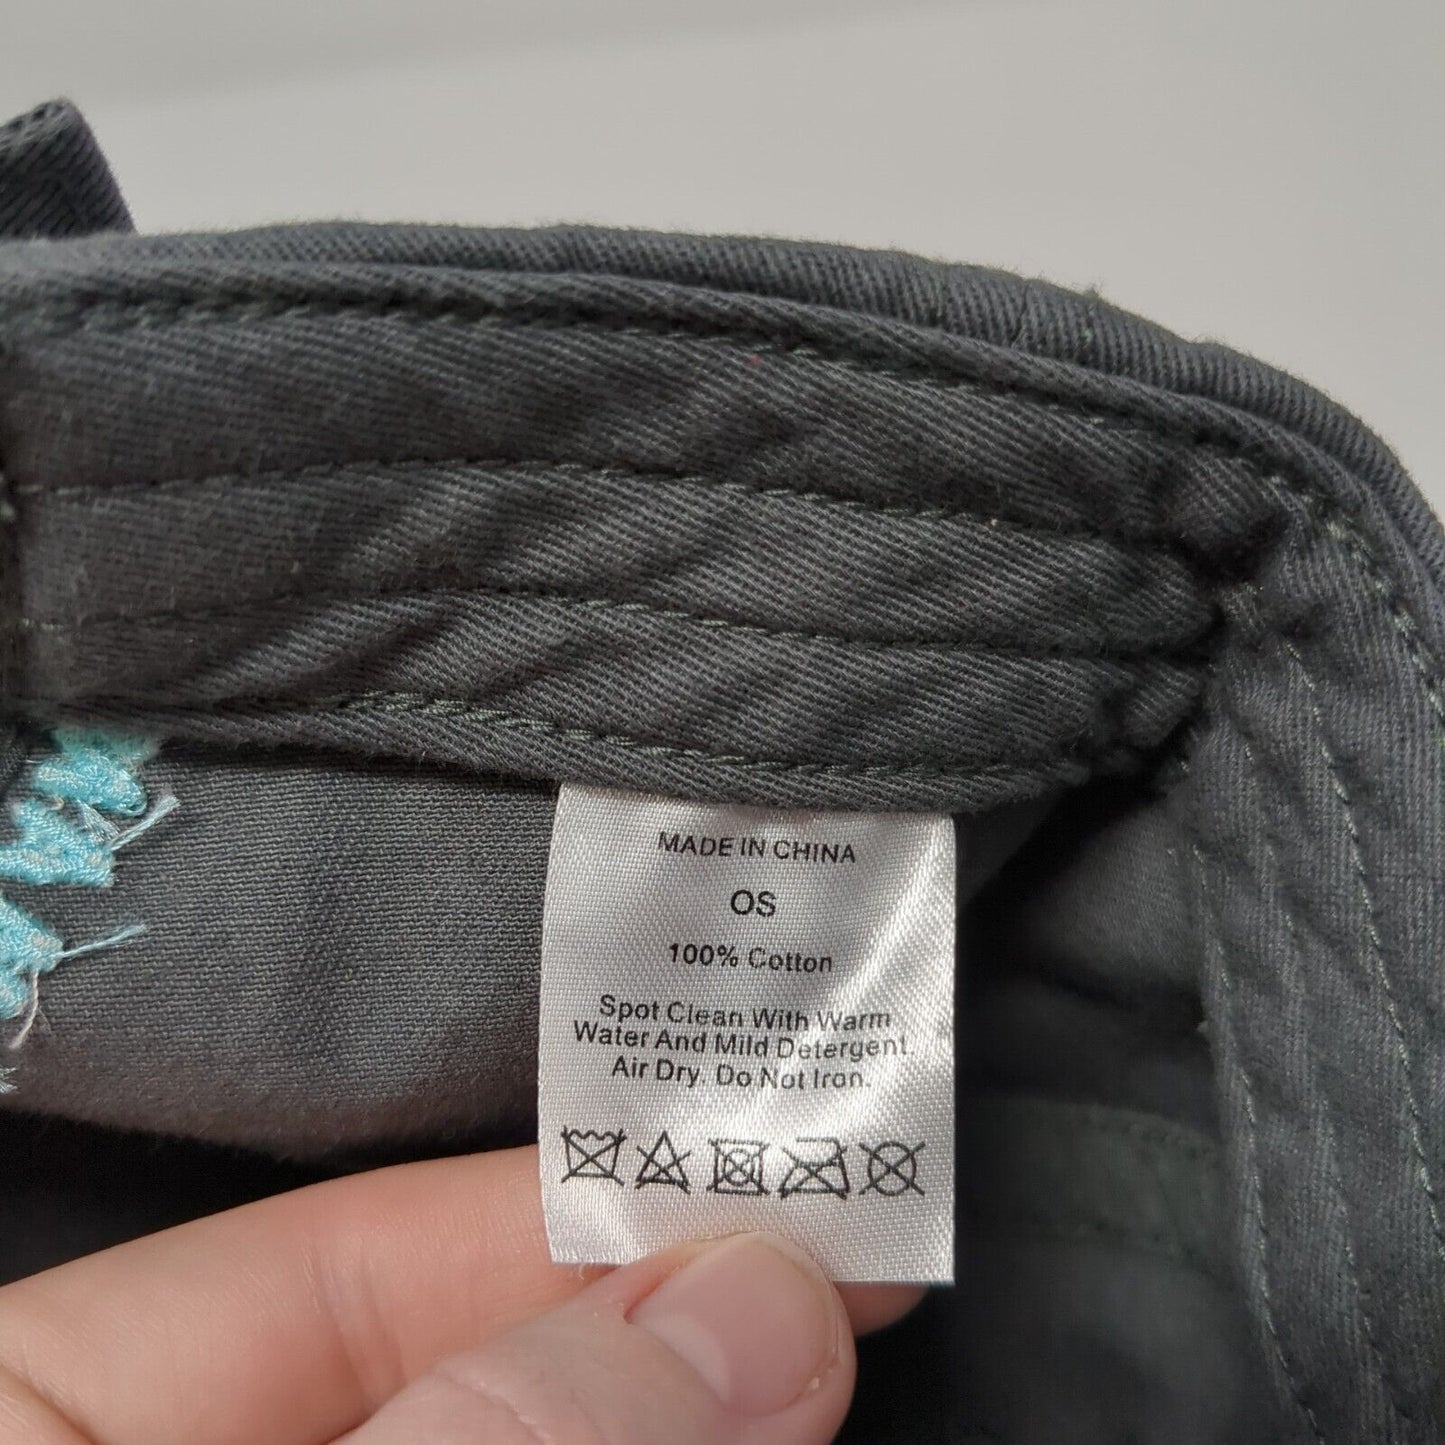 MADE IN CHINA
OS
100% Cotton
Spot Clean With Warm
Water And Mild Detergent.
Air Dry. Do Not Iron.